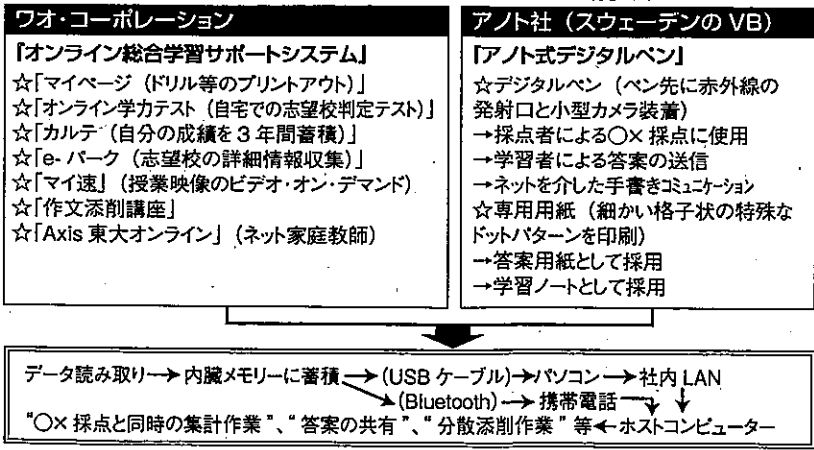 ワオ・コーポレーション
『オンライン総合学習サポートシステム』
☆「マイページ（ドリル等のプリントアウト）」
☆「オンライン学力テスト（自宅での志望校判定テスト）」
☆「カルテ（自分の成績を3年間蓄積）」
☆「e-パーク（志望校の詳細情報収集）」
☆「マイ速」（授業映像のビデオ・オン・デマンド）
☆「作文添削講座」
☆「Axis 東大オンライン」（ネット家庭教師）
アノト社（スウェーデンのVB）
『アノト式デジタルペン』
☆デジタルペン（ペン先に赤外線の
発射口と小型カメラ装着）
→採点者による〇×採点に使用
→学習者による答案の送信
→ネットを介した手書きコミュニケーション
☆専用用紙（細かい格子状の特殊な
ドットパターンを印刷）
→答案用紙として採用
→学習ノートとして採用
データ読み取り→内臓メモリーに蓄積→(USBケーブル)→パソコン→社内LAN
→(Bluetooth)→携帯電話
"〇×採点と同時の集計作業"、"答案の共有"、"分散添削作業"等←ホストコンピューター